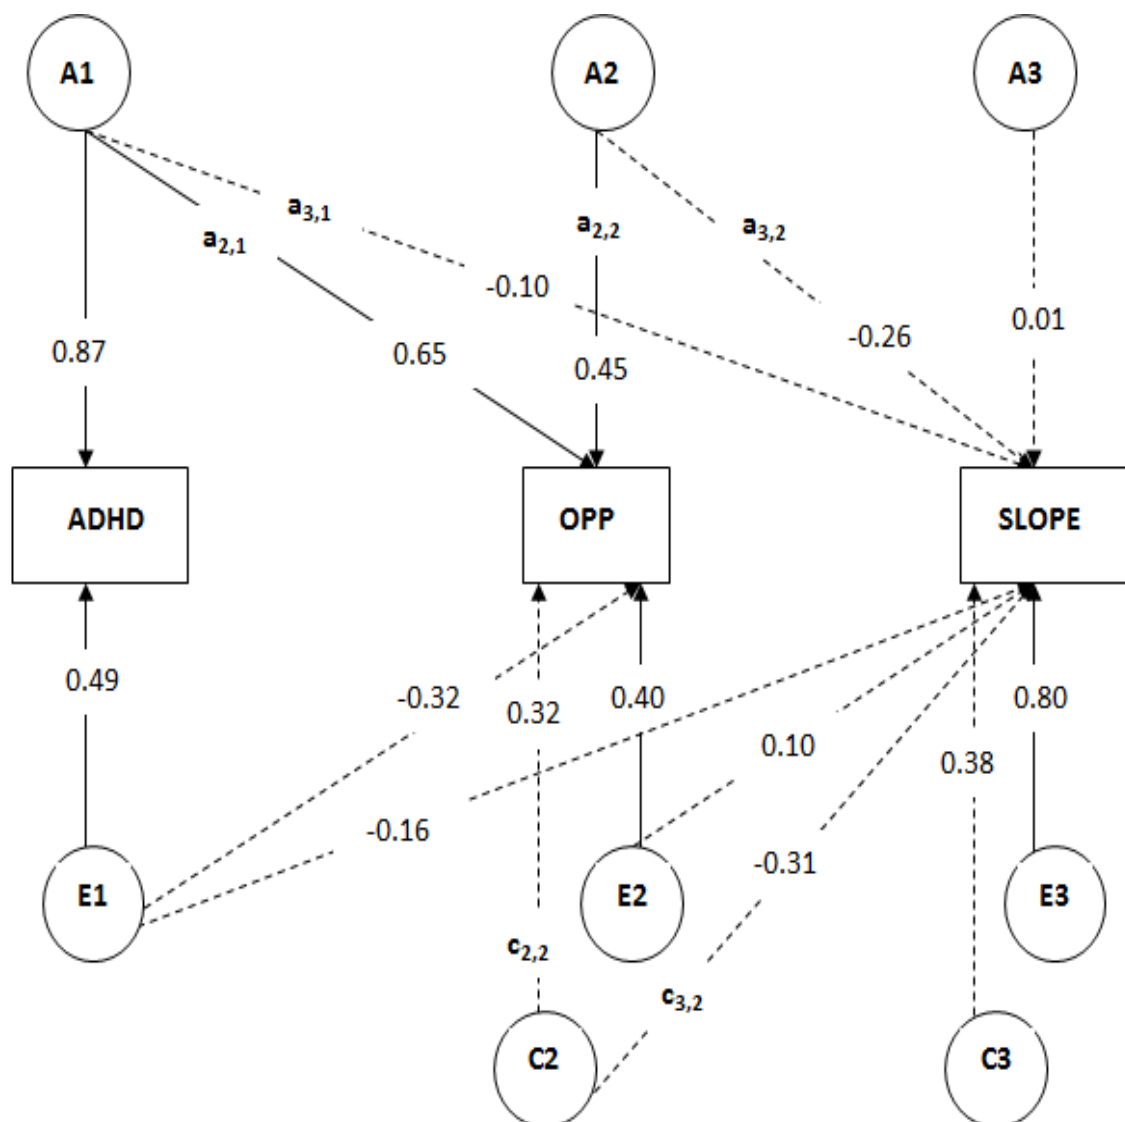 A1 A2 A3
a3,1 a2,2 a3,2
a2,1
-0.10
0.01
0.87 0.65 0.45 -0.26
ADHD OPP SLOPE
0.49 -0.32 0.32 0.40 0.80
0.10 0.38
-0.16
-0.31
E1 E2 E3
c2,2
c3,2
C2 C3